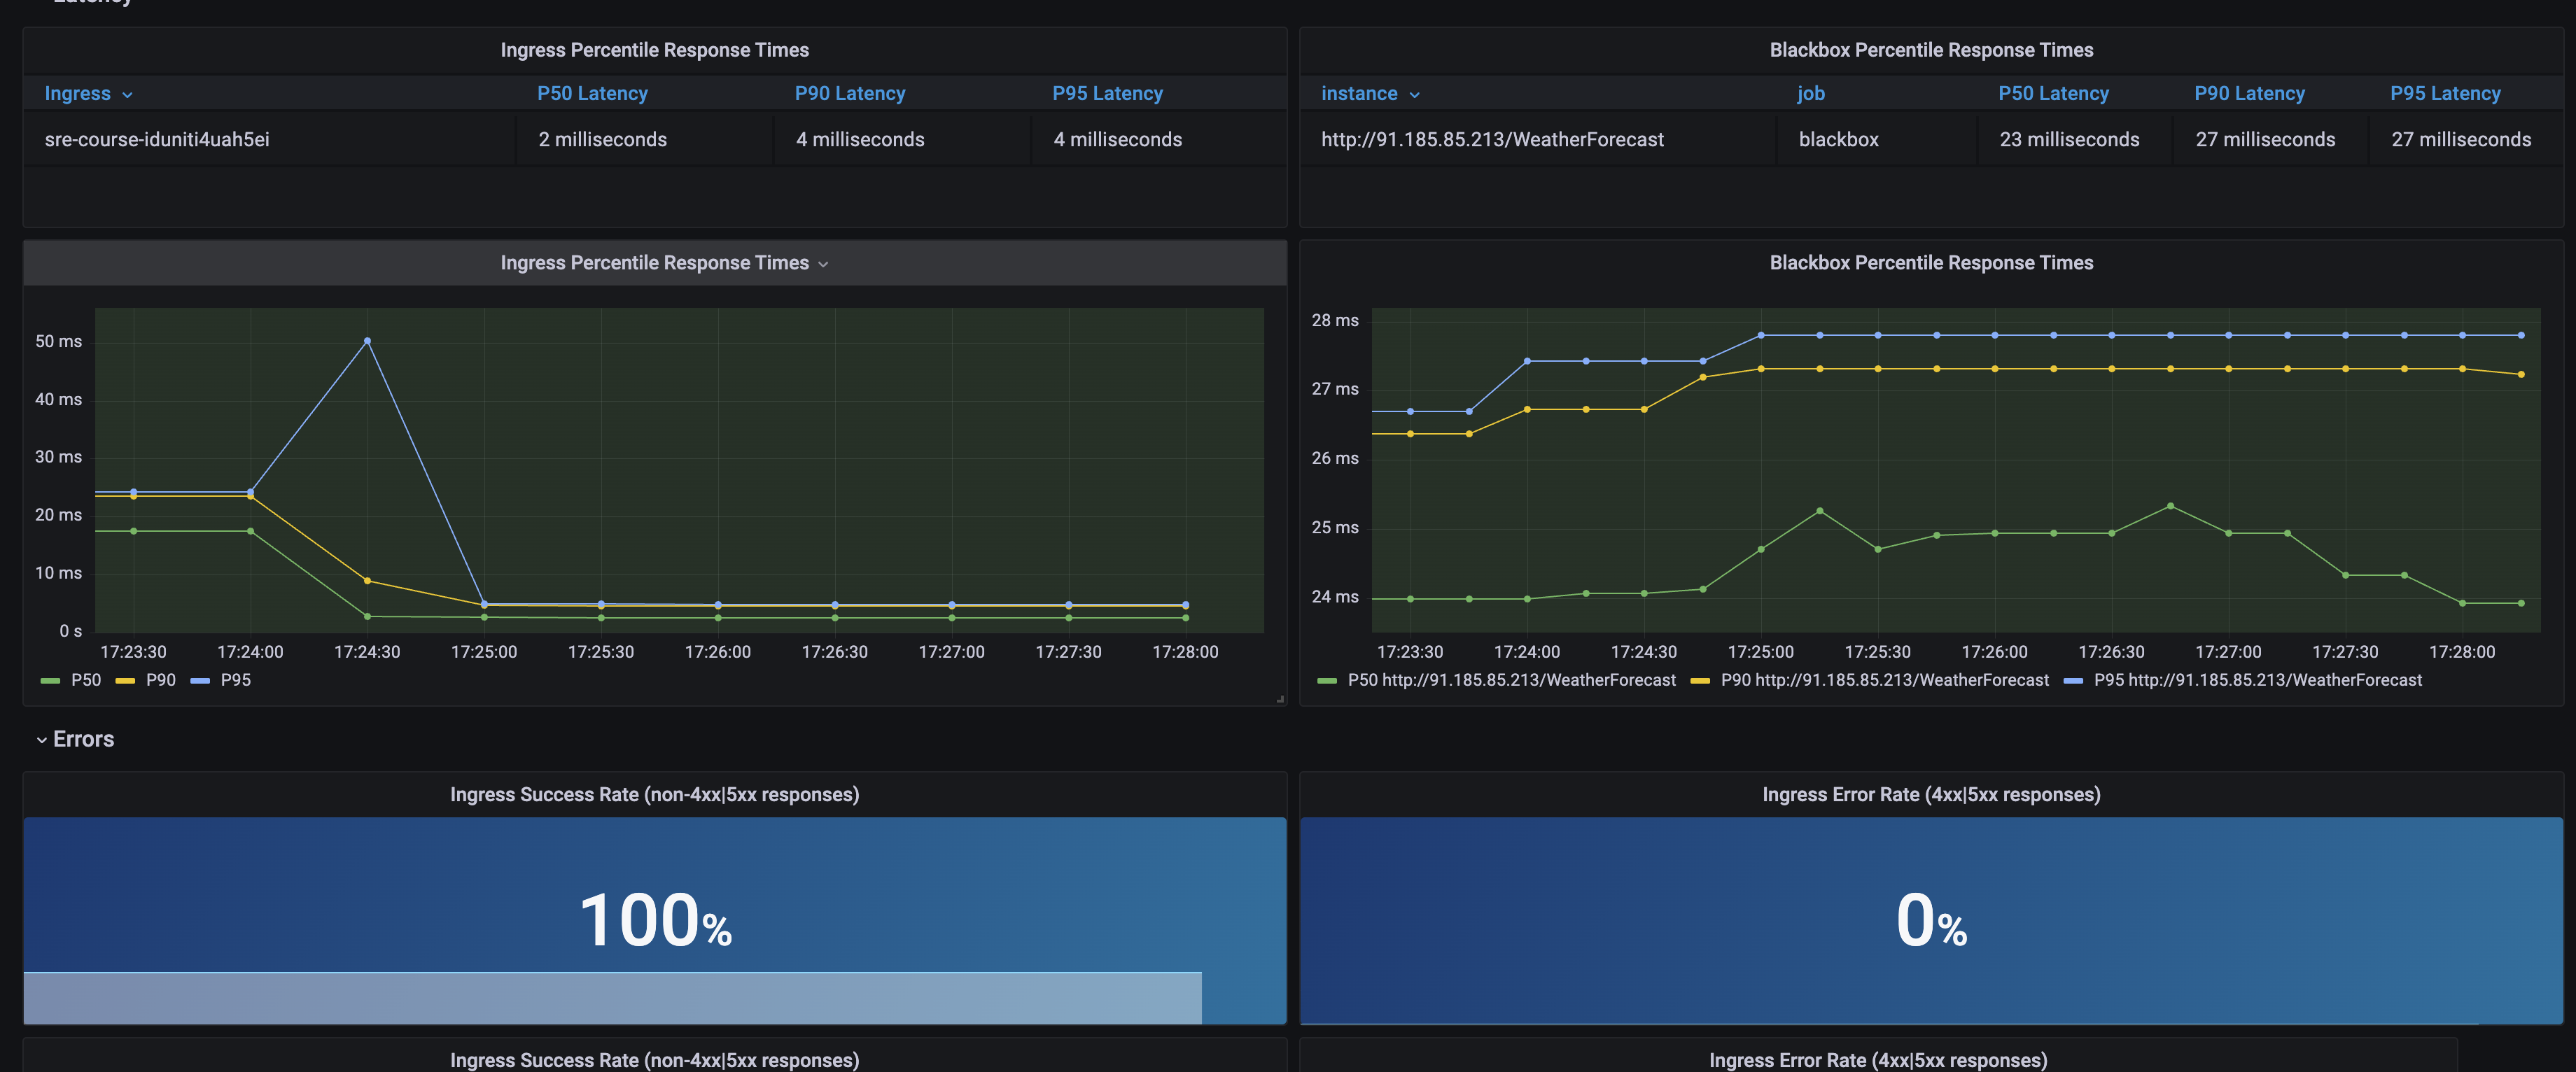 Latency
Ingress Percentile Response Times
Ingress P50 Latency P90 Latency P95 Latency
sre-course-iduniti4uah5ei 2 milliseconds 4 milliseconds 4 milliseconds
Blackbox Percentile Response Times
instance job P50 Latency P90 Latency P95 Latency
http://91.185.85.213/WeatherForecast blackbox 23 milliseconds 27 milliseconds 27 milliseconds
Ingress Percentile Response Times
50 ms
40 ms
30 ms
20 ms
10 ms
0 s
17:23:30 17:24:00 17:24:30 17:25:00 17:25:30 17:26:00 17:26:30 17:27:00 17:27:30 17:28:00
P50 P90 P95
Blackbox Percentile Response Times
28 ms
27 ms
26 ms
25 ms
24 ms
17:23:30 17:24:00 17:24:30 17:25:00 17:25:30 17:26:00 17:26:30 17:27:00 17:27:30 17:28:00
P50 http://91.185.85.213/WeatherForecast P90 http://91.185.85.213/WeatherForecast P95 http://91.185.85.213/WeatherForecast
Errors
Ingress Success Rate (non-4xx|5xx responses)
100%
Ingress Error Rate (4xx|5xx responses)
0%
Ingress Success Rate (non-4xx|5xx responses)
Ingress Error Rate (4xx|5xx responses)